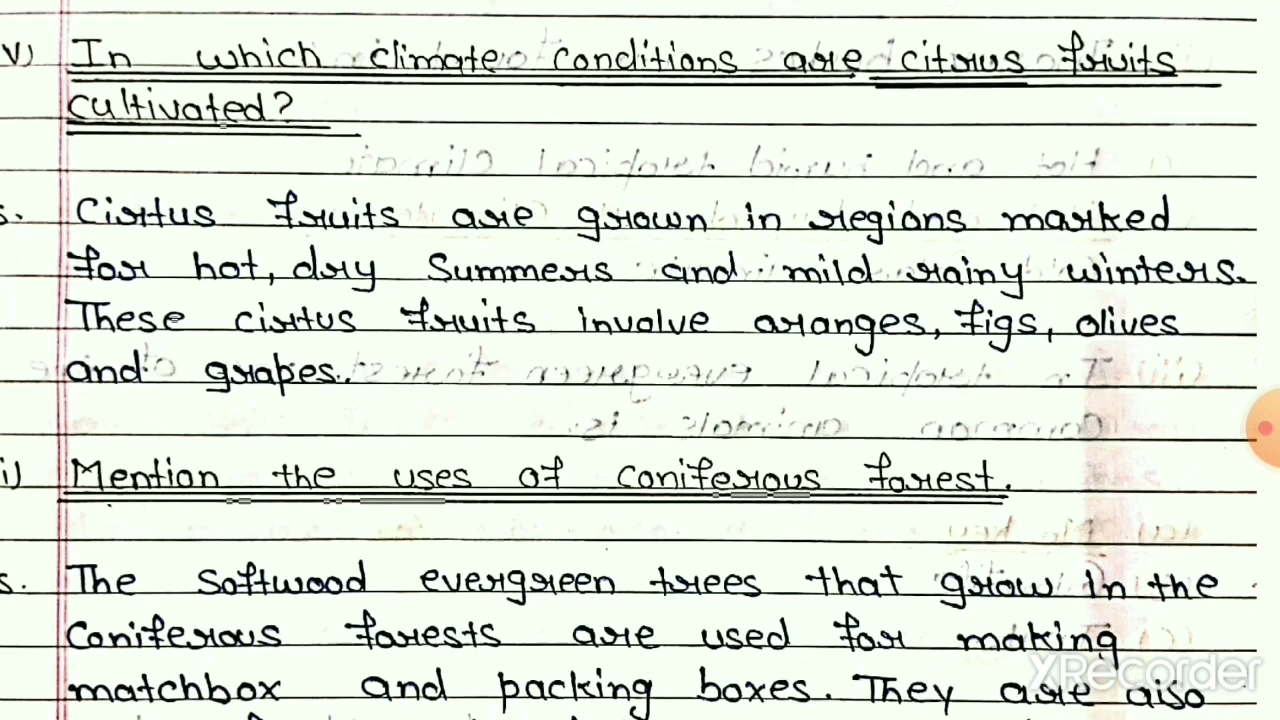 v) In which climate conditions are citrus fruits
cultivated?
s. Cirtus fruits are grown in regions marked
for hot, dry summers and mild rainy winters.
These cirtus fruits involve oranges, figs, olives
and grapes.
i) Mention the uses of coniferous forest.
s. The softwood evergreen trees that grow in the
Coniferous forests are used for making
matchbox and packing boxes. They are also
XRecorder